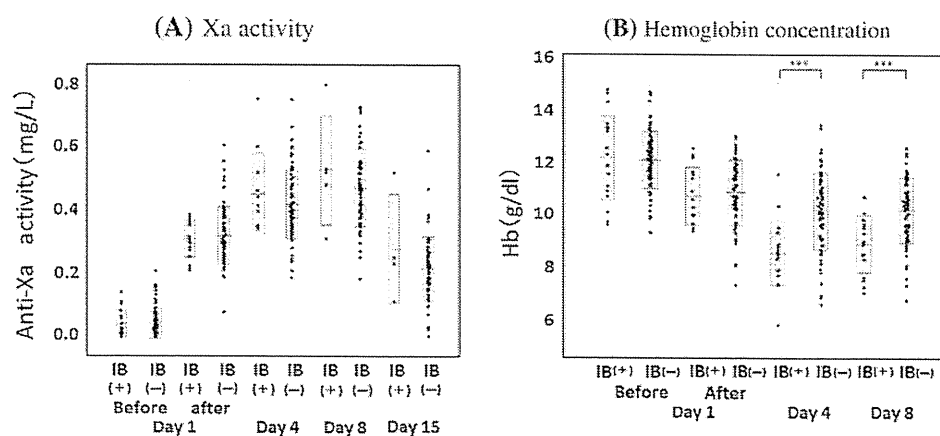 (A) Xa activity
Anti-Xa activity(mg/L)
0.8
0.6
0.4
0.2
0.0
IB IB IB IB IB IB IB IB IB IB
(+) (−) (+) (−) (+) (−) (+) (−) (+) (−)
Before after
Day 1 Day 4 Day 8 Day 15
(B) Hemoglobin concentration
Hb(g/dl)
16
14
12
10
8
6
*** ***
IB(+) IB(−) IB(+) IB(−) IB(+) IB(−) IB(+) IB(−)
Before After
Day 1 Day 4 Day 8